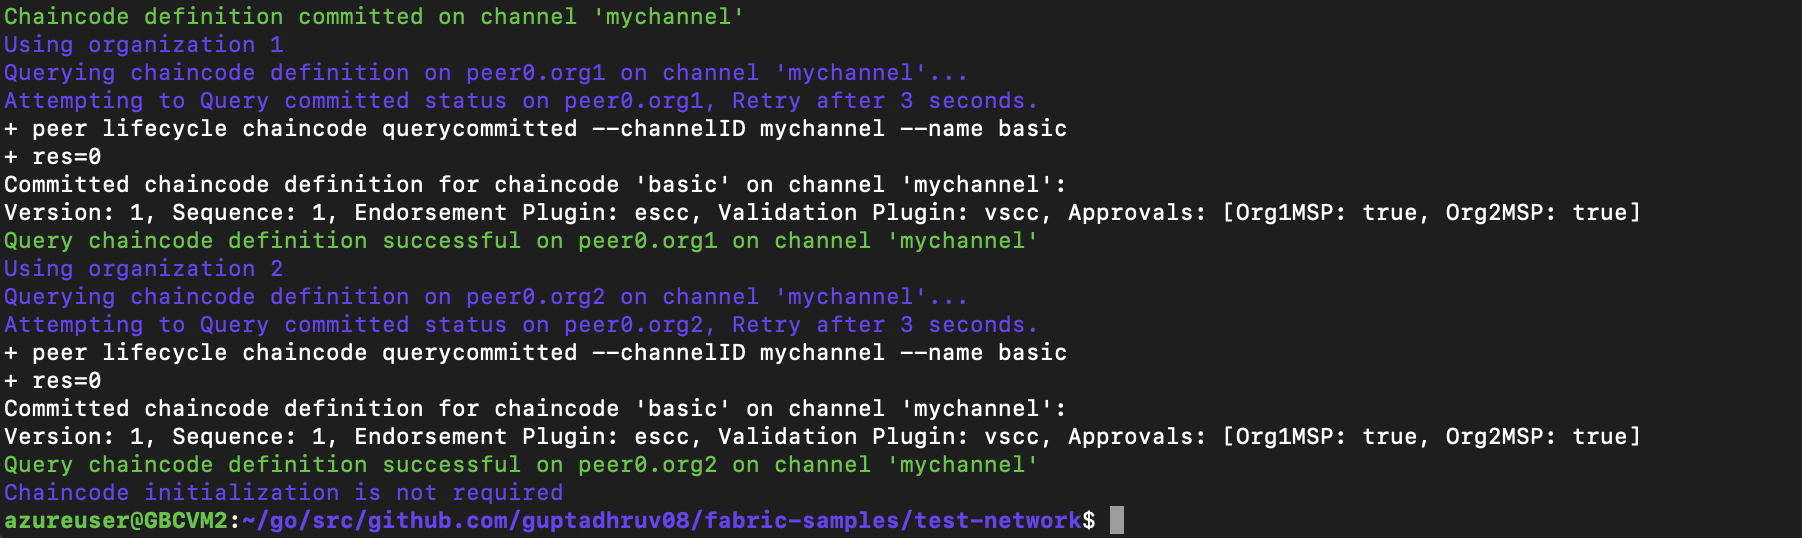 Chaincode definition committed on channel 'mychannel'
Using organization 1
Querying chaincode definition on peer0.org1 on channel 'mychannel'...
Attempting to Query committed status on peer0.org1, Retry after 3 seconds.
+ peer lifecycle chaincode querycommitted --channelID mychannel --name basic
+ res=0
Committed chaincode definition for chaincode 'basic' on channel 'mychannel':
Version: 1, Sequence: 1, Endorsement Plugin: escc, Validation Plugin: vscc, Approvals: [Org1MSP: true, Org2MSP: true]
Query chaincode definition successful on peer0.org1 on channel 'mychannel'
Using organization 2
Querying chaincode definition on peer0.org2 on channel 'mychannel'...
Attempting to Query committed status on peer0.org2, Retry after 3 seconds.
+ peer lifecycle chaincode querycommitted --channelID mychannel --name basic
+ res=0
Committed chaincode definition for chaincode 'basic' on channel 'mychannel':
Version: 1, Sequence: 1, Endorsement Plugin: escc, Validation Plugin: vscc, Approvals: [Org1MSP: true, Org2MSP: true]
Query chaincode definition successful on peer0.org2 on channel 'mychannel'
Chaincode initialization is not required
azureuser@GBCVM2:~/go/src/github.com/guptadhruv08/fabric-samples/test-network$